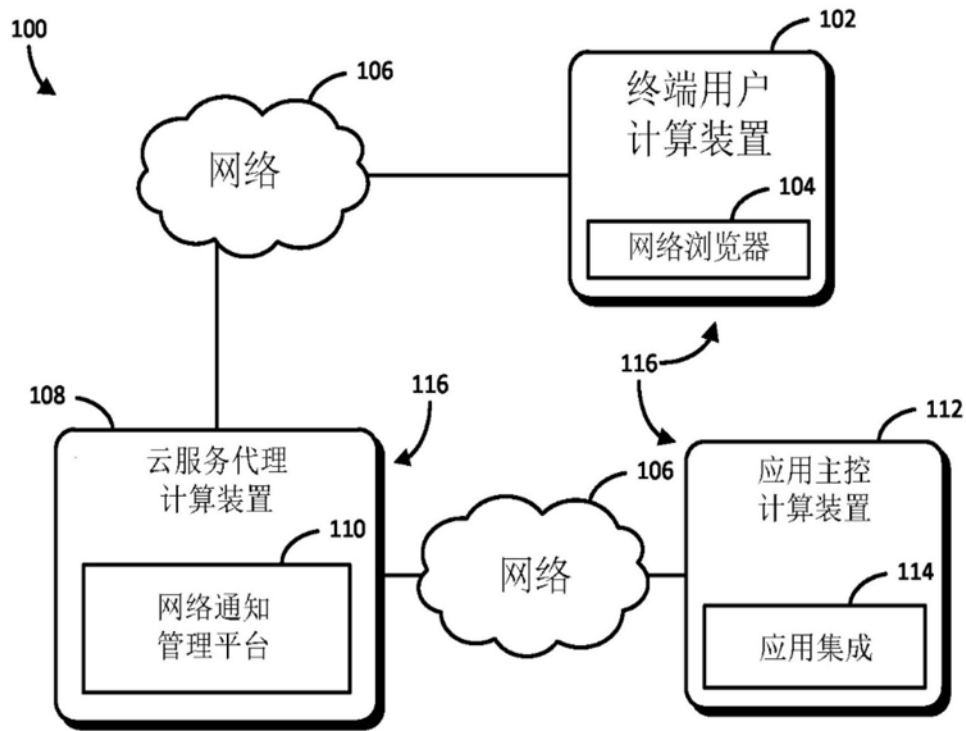 100
106
网络
102
终端用户
计算装置
104
网络浏览器
116
108
云服务代理
计算装置
110
网络通知
管理平台
116
106
网络
112
应用主控
计算装置
114
应用集成